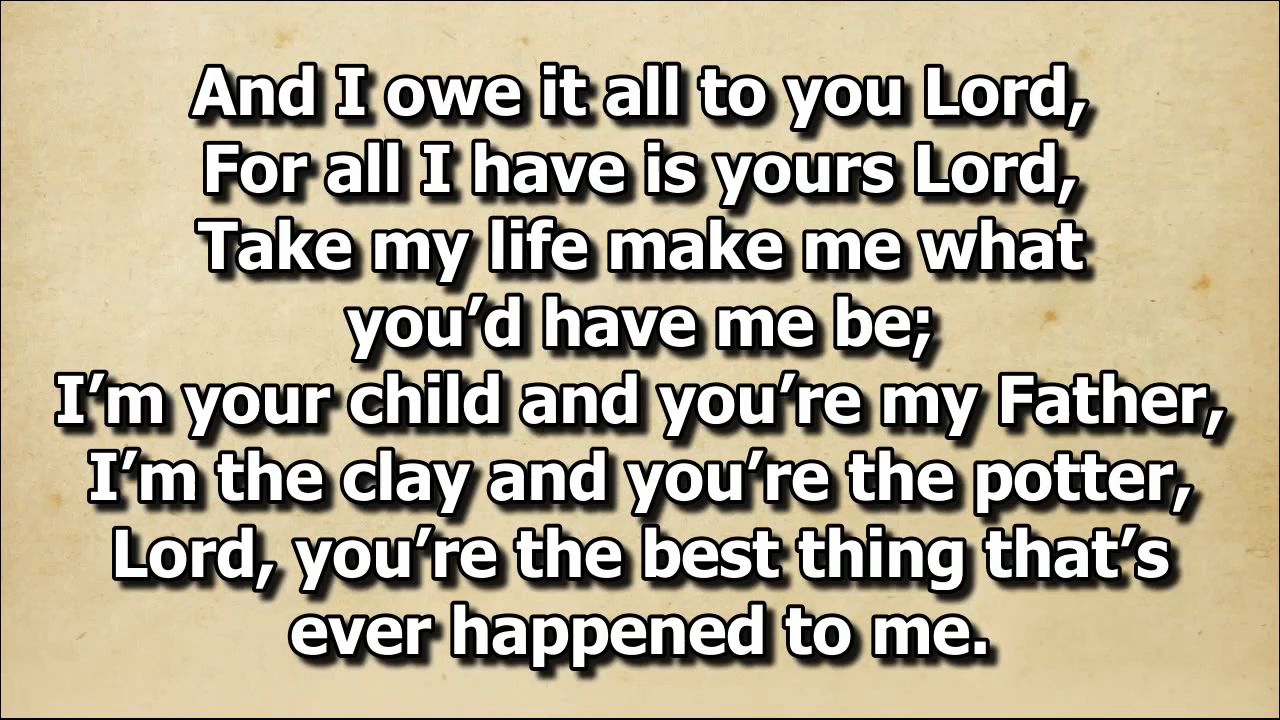 And I owe it all to you Lord,
For all I have is yours Lord,
Take my life make me what
you’d have me be;
I’m your child and you’re my Father,
I’m the clay and you’re the potter,
Lord, you’re the best thing that’s
ever happened to me.